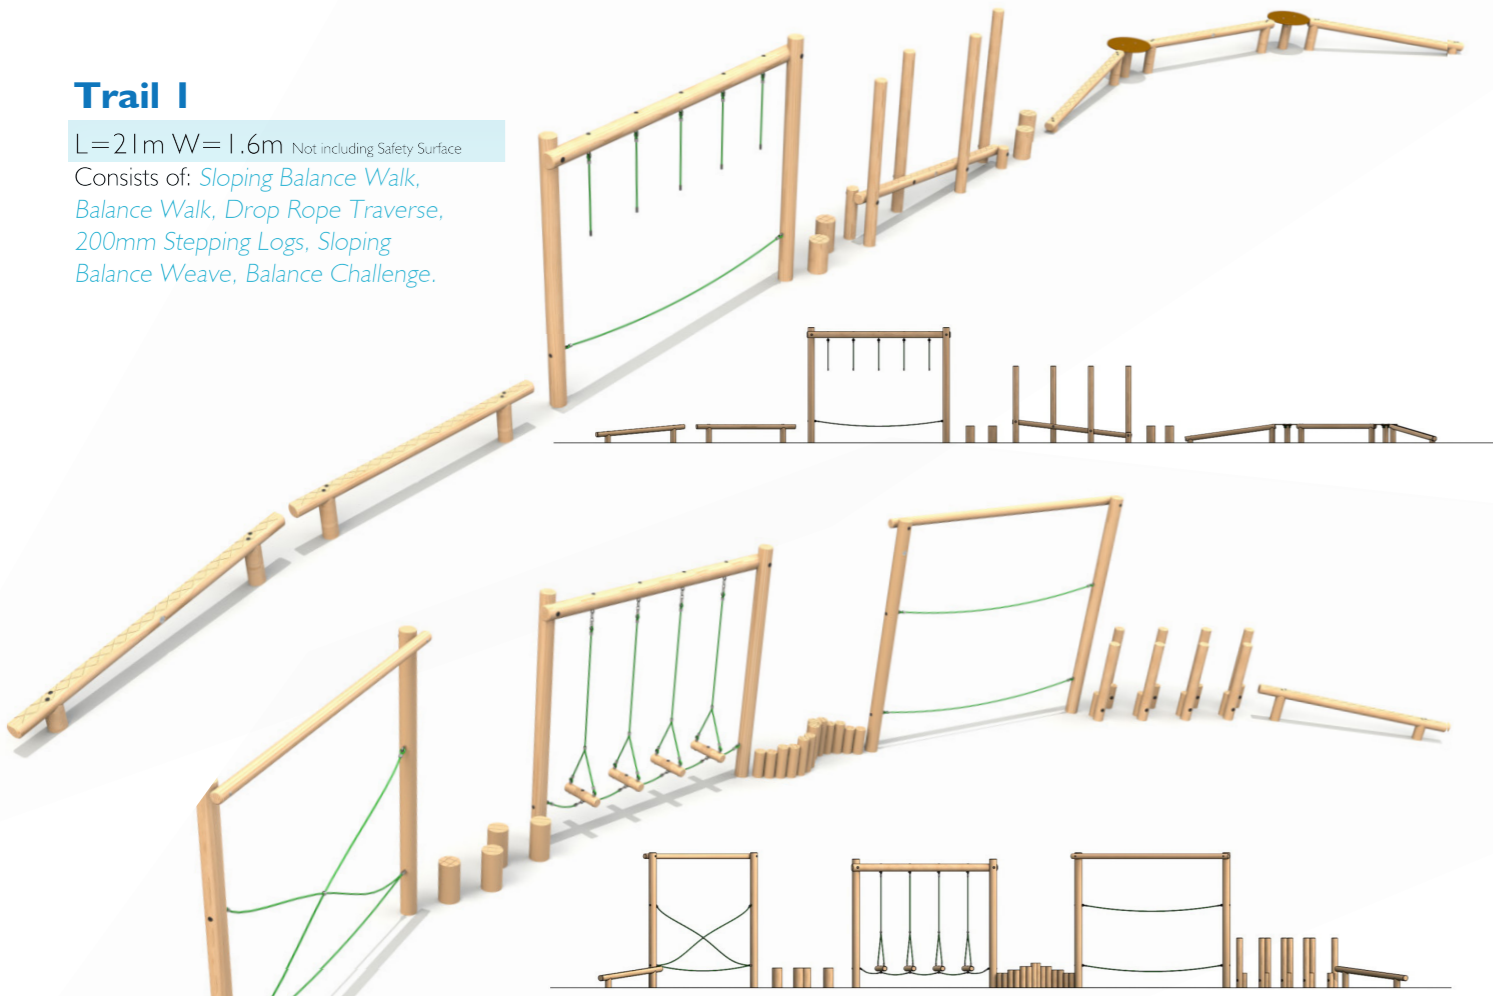 Trail 1
L=21m W=1.6m Not including Safety Surface
Consists of: Sloping Balance Walk,
Balance Walk, Drop Rope Traverse,
200mm Stepping Logs, Sloping
Balance Weave, Balance Challenge.